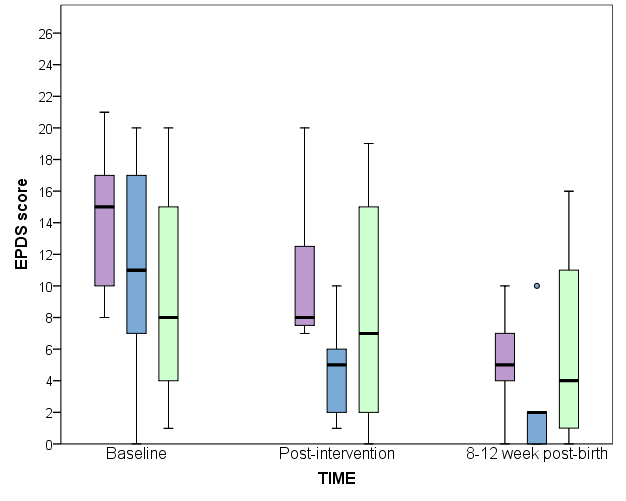 26
24
22
20
18
16
14
12
10
8
6
4
2
0
EPDS score
Baseline
Post-intervention
8-12 week post-birth
TIME